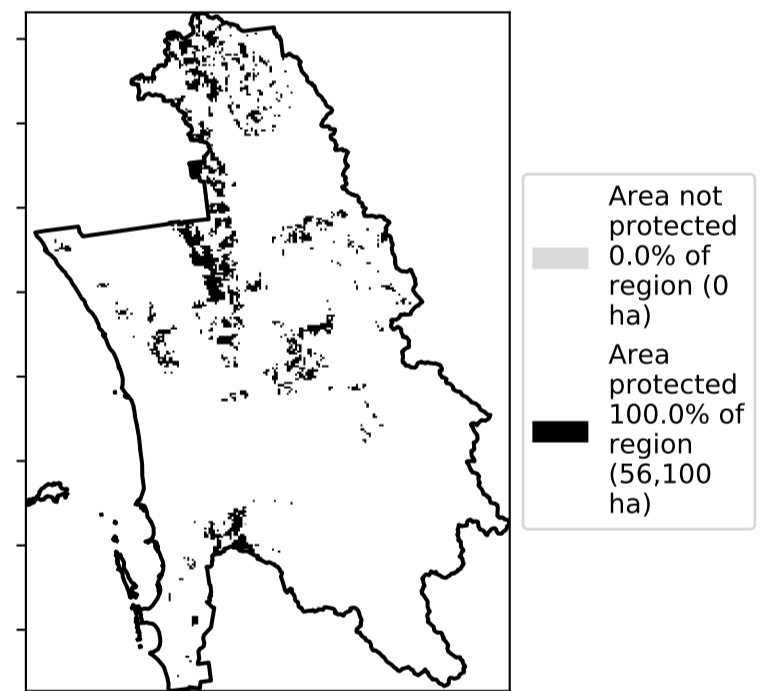 Area not
protected
0.0% of
region (0
ha)
Area
protected
100.0% of
region
(56,100
ha)